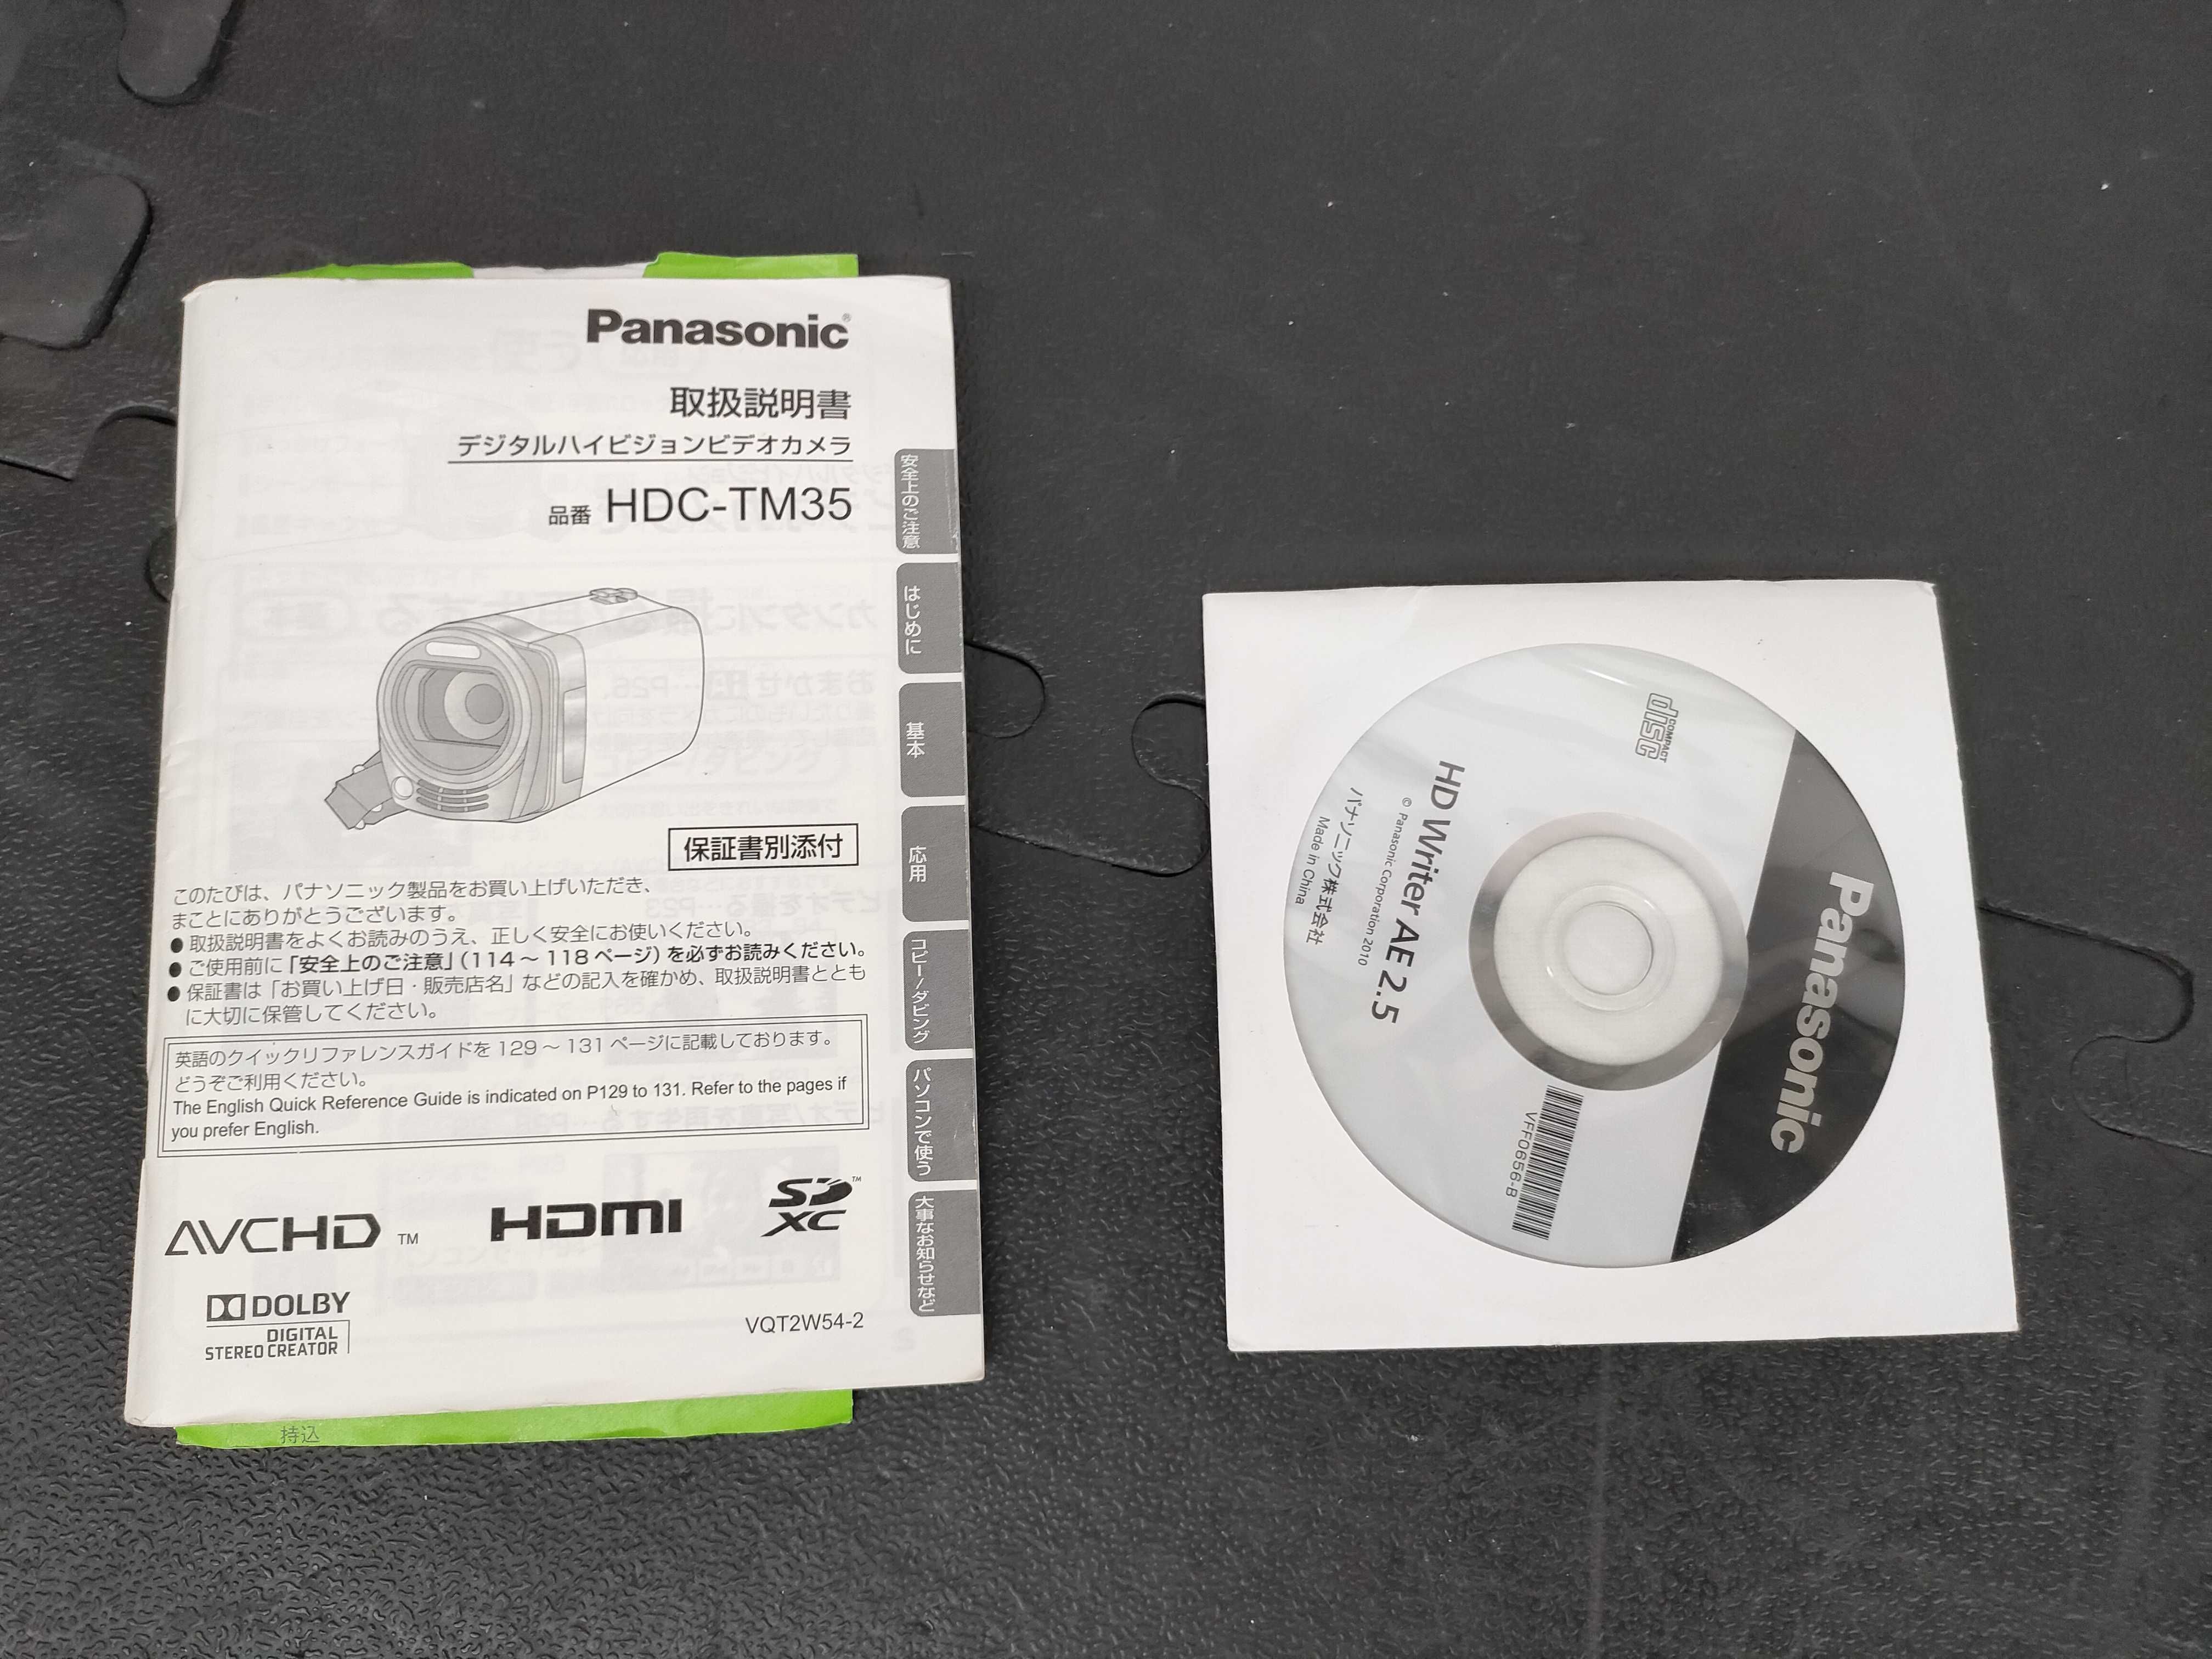 Panasonic®
取扱説明書
デジタルハイビジョンビデオカメラ
品番 HDC-TM35
保証書別添付
このたびは、パナソニック製品をお買い上げいただき、
まことにありがとうございます。
● 取扱説明書をよくお読みのうえ、正しく安全にお使いください。
● ご使用前に「安全上のご注意」(114～118ページ)を必ずお読みください。
● 保証書は「お買い上げ日・販売店名」などの記入を確かめ、取扱説明書ととも
に大切に保管してください。
英語のクイックリファレンスガイドを 129～131 ページに記載しております。
どうぞご利用ください。
The English Quick Reference Guide is indicated on P129 to 131. Refer to the pages if
you prefer English.
AVCHD™
HDMI
SD™
XC
DOLBY
DIGITAL
STEREO CREATOR
VQT2W54-2
安全上のご注意
はじめに
基本
応用
コピー/ダビング
パソコンで使う
大事なお知らせなど
持込
Panasonic
COMPACT
disc
HD Writer AE 2.5
© Panasonic Corporation 2010
パナソニック株式会社
Made in China
VFF0656-B